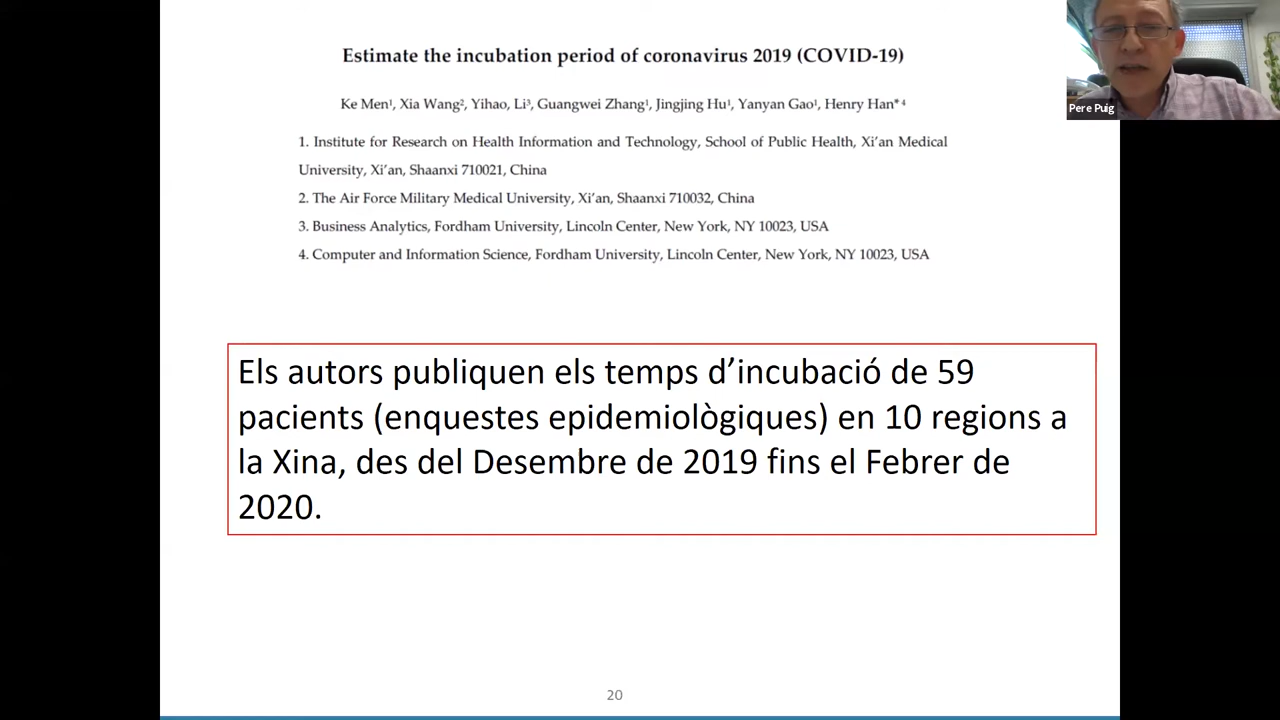 Estimate the incubation period of coronavirus 2019 (COVID-19)
Ke Men¹, Xia Wang², Yihao, Li³, Guangwei Zhang¹, Jingjing Hu¹, Yanyan Gao¹, Henry Han*⁴
1. Institute for Research on Health Information and Technology, School of Public Health, Xi'an Medical
University, Xi'an, Shaanxi 710021, China
2. The Air Force Military Medical University, Xi'an, Shaanxi 710032, China
3. Business Analytics, Fordham University, Lincoln Center, New York, NY 10023, USA
4. Computer and Information Science, Fordham University, Lincoln Center, New York, NY 10023, USA
Pere Puig
Els autors publiquen els temps d'incubació de 59
pacients (enquestes epidemiològiques) en 10 regions a
la Xina, des del Desembre de 2019 fins el Febrer de
2020.
20